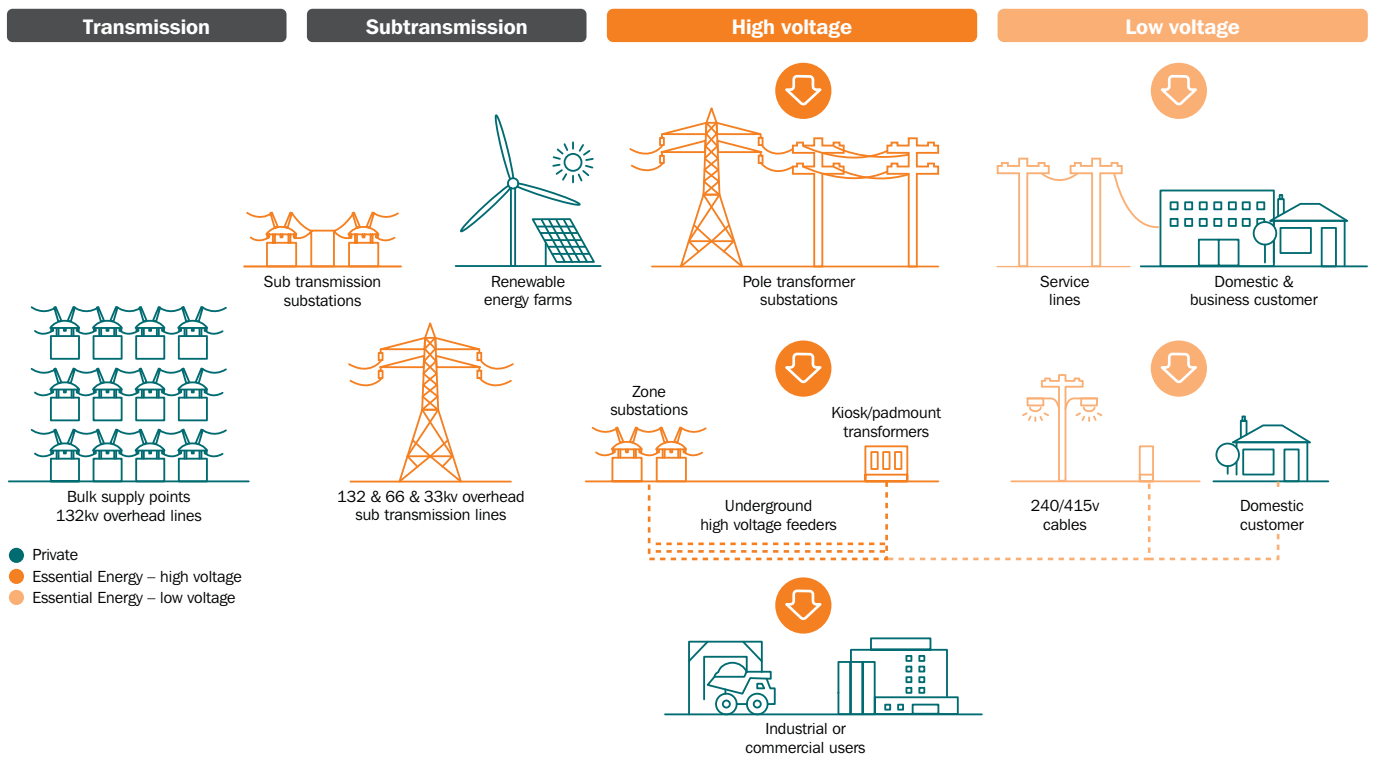 Transmission
Subtransmission
High voltage
Low voltage
Sub transmission
substations
Renewable
energy farms
Pole transformer
substations
Service
lines
Domestic &
business customer
Zone
substations
Kiosk/padmount
transformers
Bulk supply points
132kv overhead lines
132 & 66 & 33kv overhead
sub transmission lines
Underground
high voltage feeders
240/415v
cables
Domestic
customer
Private
Essential Energy – high voltage
Essential Energy – low voltage
Industrial or
commercial users